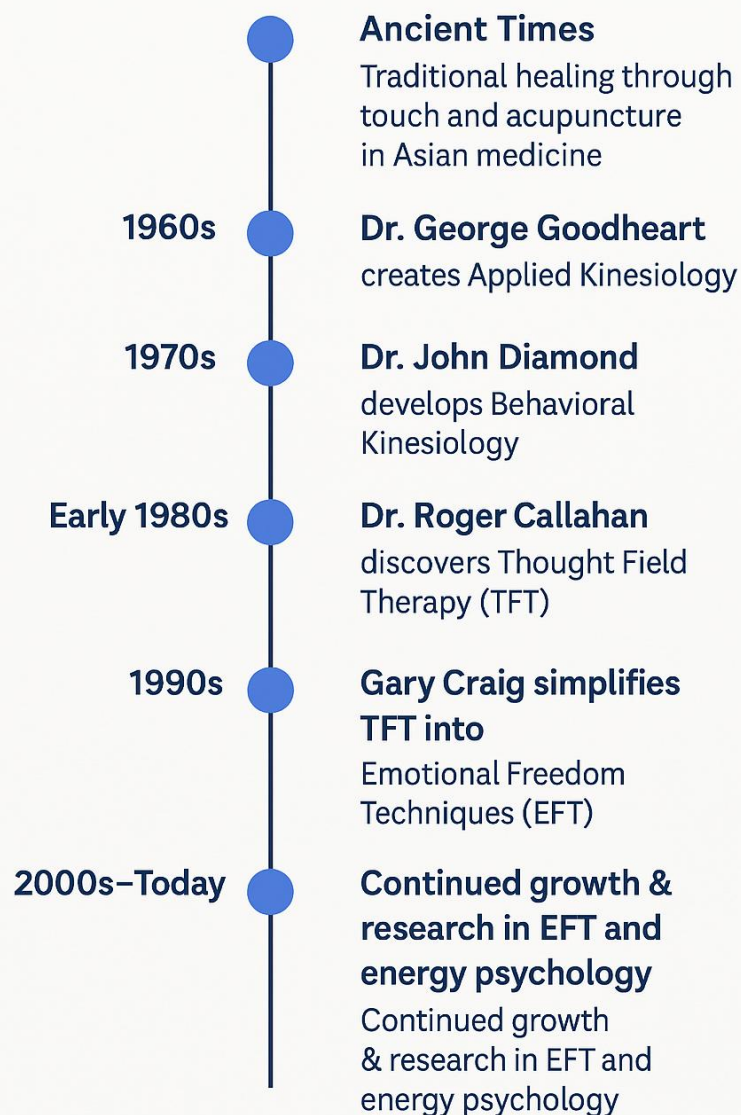 Ancient Times
Traditional healing through
touch and acupuncture
in Asian medicine
1960s
Dr. George Goodheart
creates Applied Kinesiology
1970s
Dr. John Diamond
develops Behavioral
Kinesiology
Early 1980s
Dr. Roger Callahan
discovers Thought Field
Therapy (TFT)
1990s
Gary Craig simplifies
TFT into
Emotional Freedom
Techniques (EFT)
2000s–Today
Continued growth &
research in EFT and
energy psychology
Continued growth
& research in EFT and
energy psychology